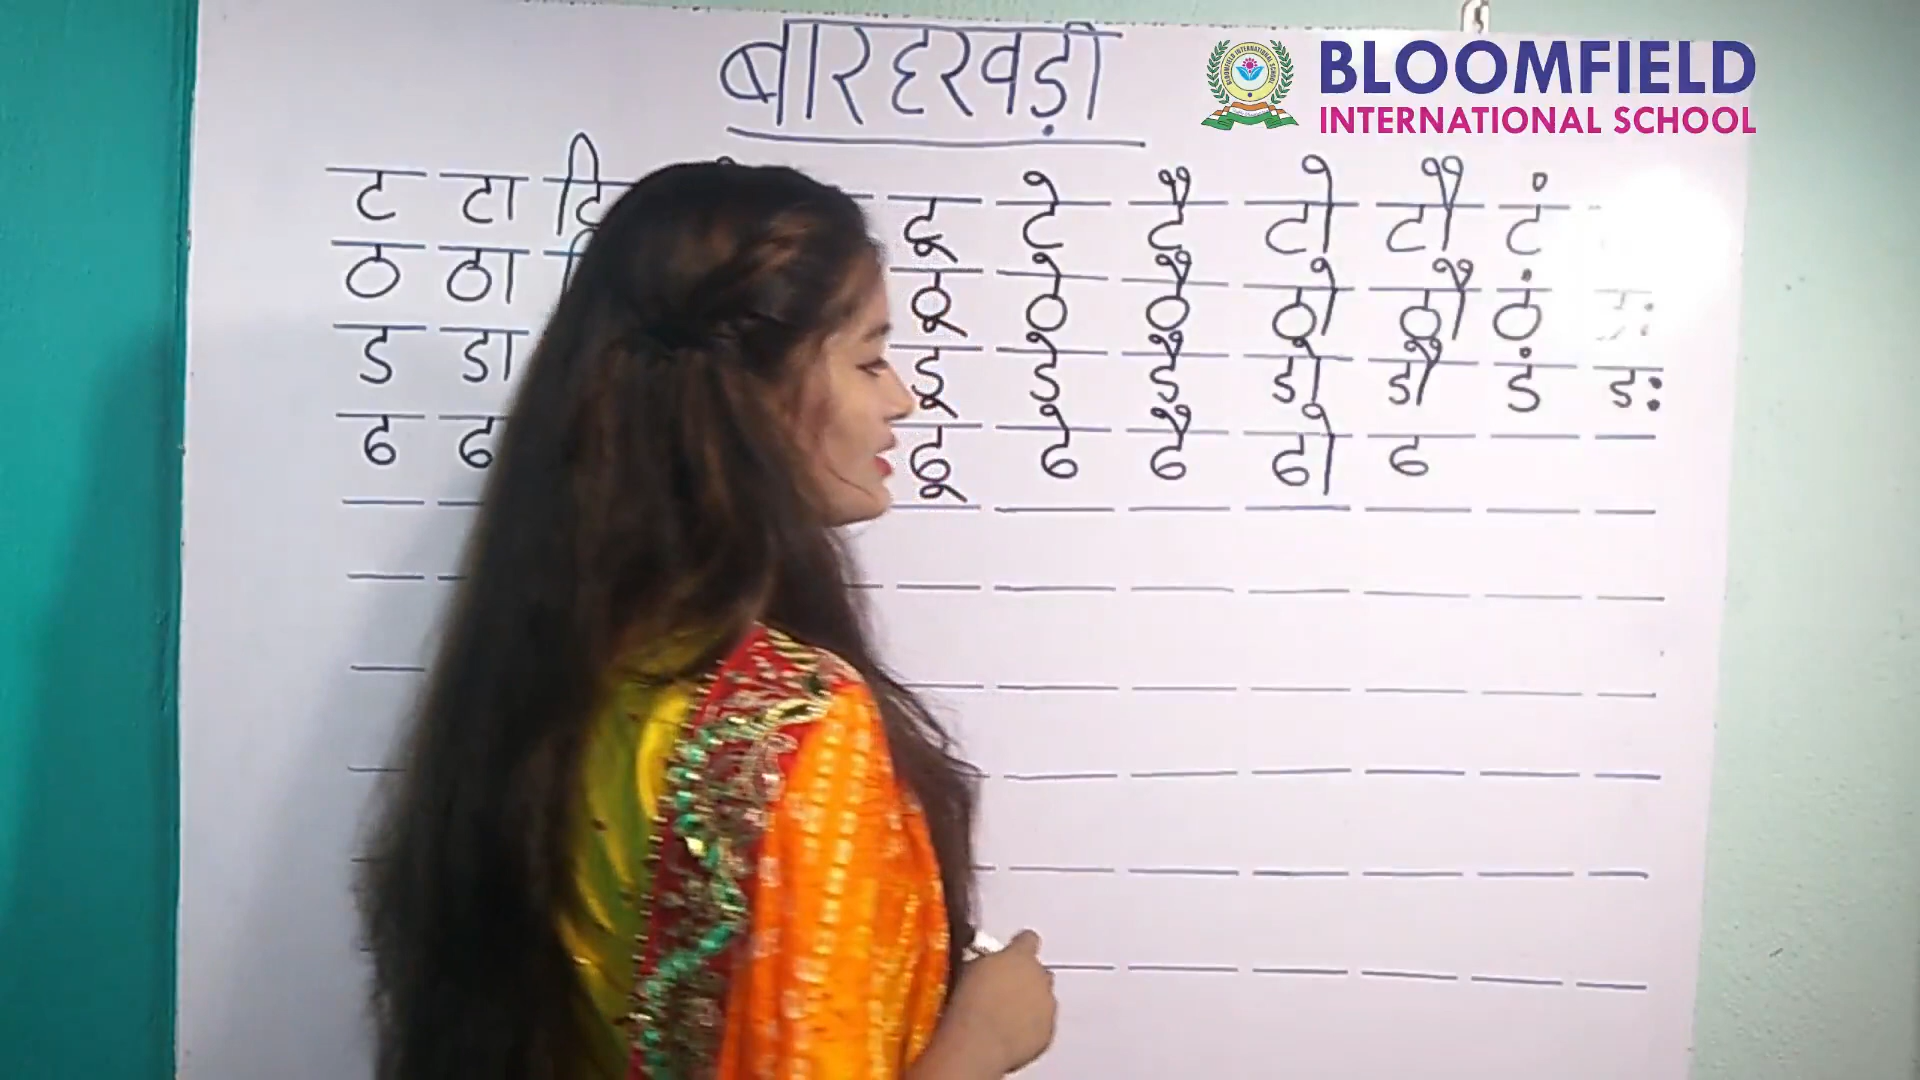 बारहखड़ी
BLOOMFIELD
INTERNATIONAL SCHOOL
ट टा टि टू टे टै टो टौ टं
ठ ठा ठू ठे ठै ठो ठौ ठं
ड डा डू डे डै डो डौ डं डः
ढ ढ ढू ढे ढै ढो ढ